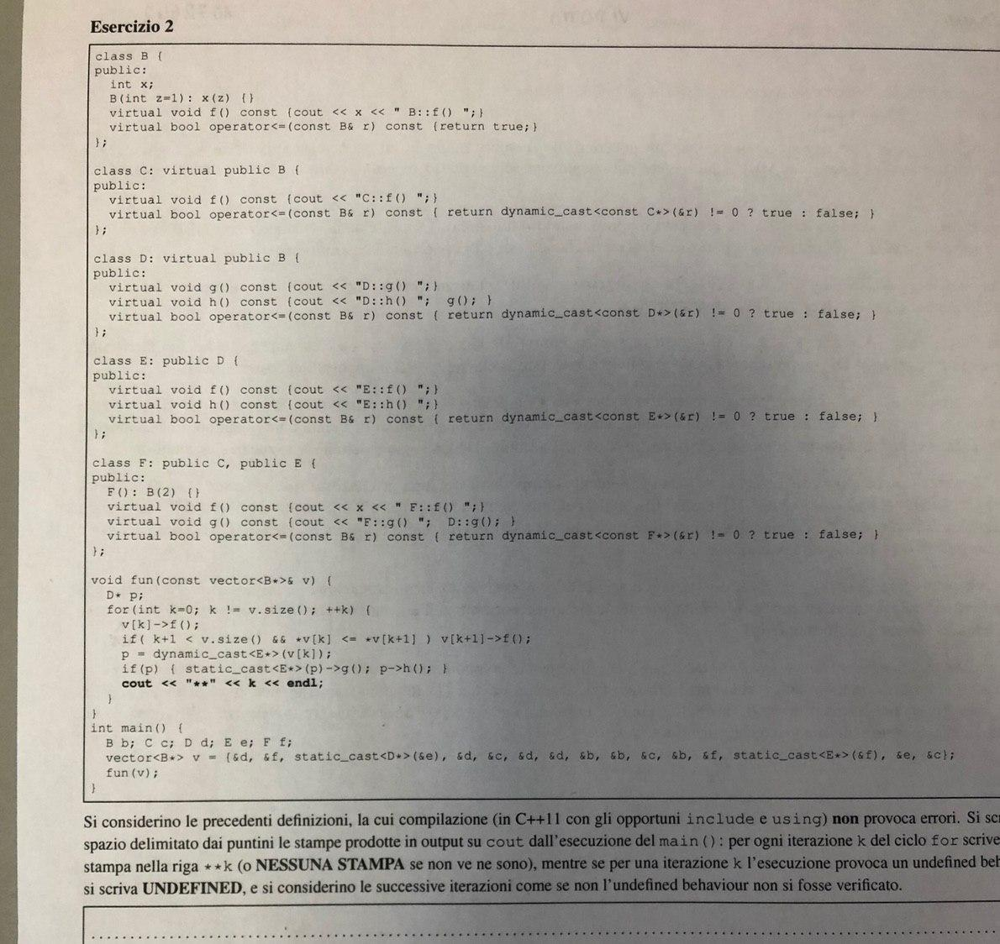 Esercizio 2
class B {
public:
  int x;
  B(int z=1): x(z) {}
  virtual void f() const {cout << x << " B::f() ";}
  virtual bool operator<=(const B& r) const {return true;}
};
class C: virtual public B {
public:
  virtual void f() const {cout << "C::f() ";}
  virtual bool operator<=(const B& r) const { return dynamic_cast<const C*>(&r) != 0 ? true : false; }
};
class D: virtual public B {
public:
  virtual void g() const {cout << "D::g() ";}
  virtual void h() const {cout << "D::h() ";  g(); }
  virtual bool operator<=(const B& r) const { return dynamic_cast<const D*>(&r) != 0 ? true : false; }
};
class E: public D {
public:
  virtual void f() const {cout << "E::f() ";}
  virtual void h() const {cout << "E::h() ";}
  virtual bool operator<=(const B& r) const { return dynamic_cast<const E*>(&r) != 0 ? true : false; }
};
class F: public C, public E {
public:
  F(): B(2) {}
  virtual void f() const {cout << x << " F::f() ";}
  virtual void g() const {cout << "F::g() ";  D::g(); }
  virtual bool operator<=(const B& r) const { return dynamic_cast<const F*>(&r) != 0 ? true : false; }
};
void fun(const vector<B*>& v) {
  D* p;
  for(int k=0; k != v.size(); ++k) {
    v[k]->f();
    if( k+1 < v.size() && *v[k] <= *v[k+1] ) v[k+1]->f();
    p = dynamic_cast<E*>(v[k]);
    if(p) { static_cast<E*>(p)->g(); p->h(); }
    cout << "**" << k << endl;
  }
}
int main() {
  B b; C c; D d; E e; F f;
  vector<B*> v = {&d, &f, static_cast<D*>(&e), &d, &c, &d, &d, &b, &b, &c, &b, &f, static_cast<E*>(&f), &e, &c};
  fun(v);
}
Si considerino le precedenti definizioni, la cui compilazione (in C++11 con gli opportuni include e using) non provoca errori. Si
spazio delimitato dai puntini le stampe prodotte in output su cout dall'esecuzione del main(): per ogni iterazione k del ciclo for
stampa nella riga **k (o NESSUNA STAMPA se non ve ne sono), mentre se per una iterazione k l'esecuzione provoca un undefined
si scriva UNDEFINED, e si considerino le successive iterazioni come se non l'undefined behaviour non si fosse verificato.